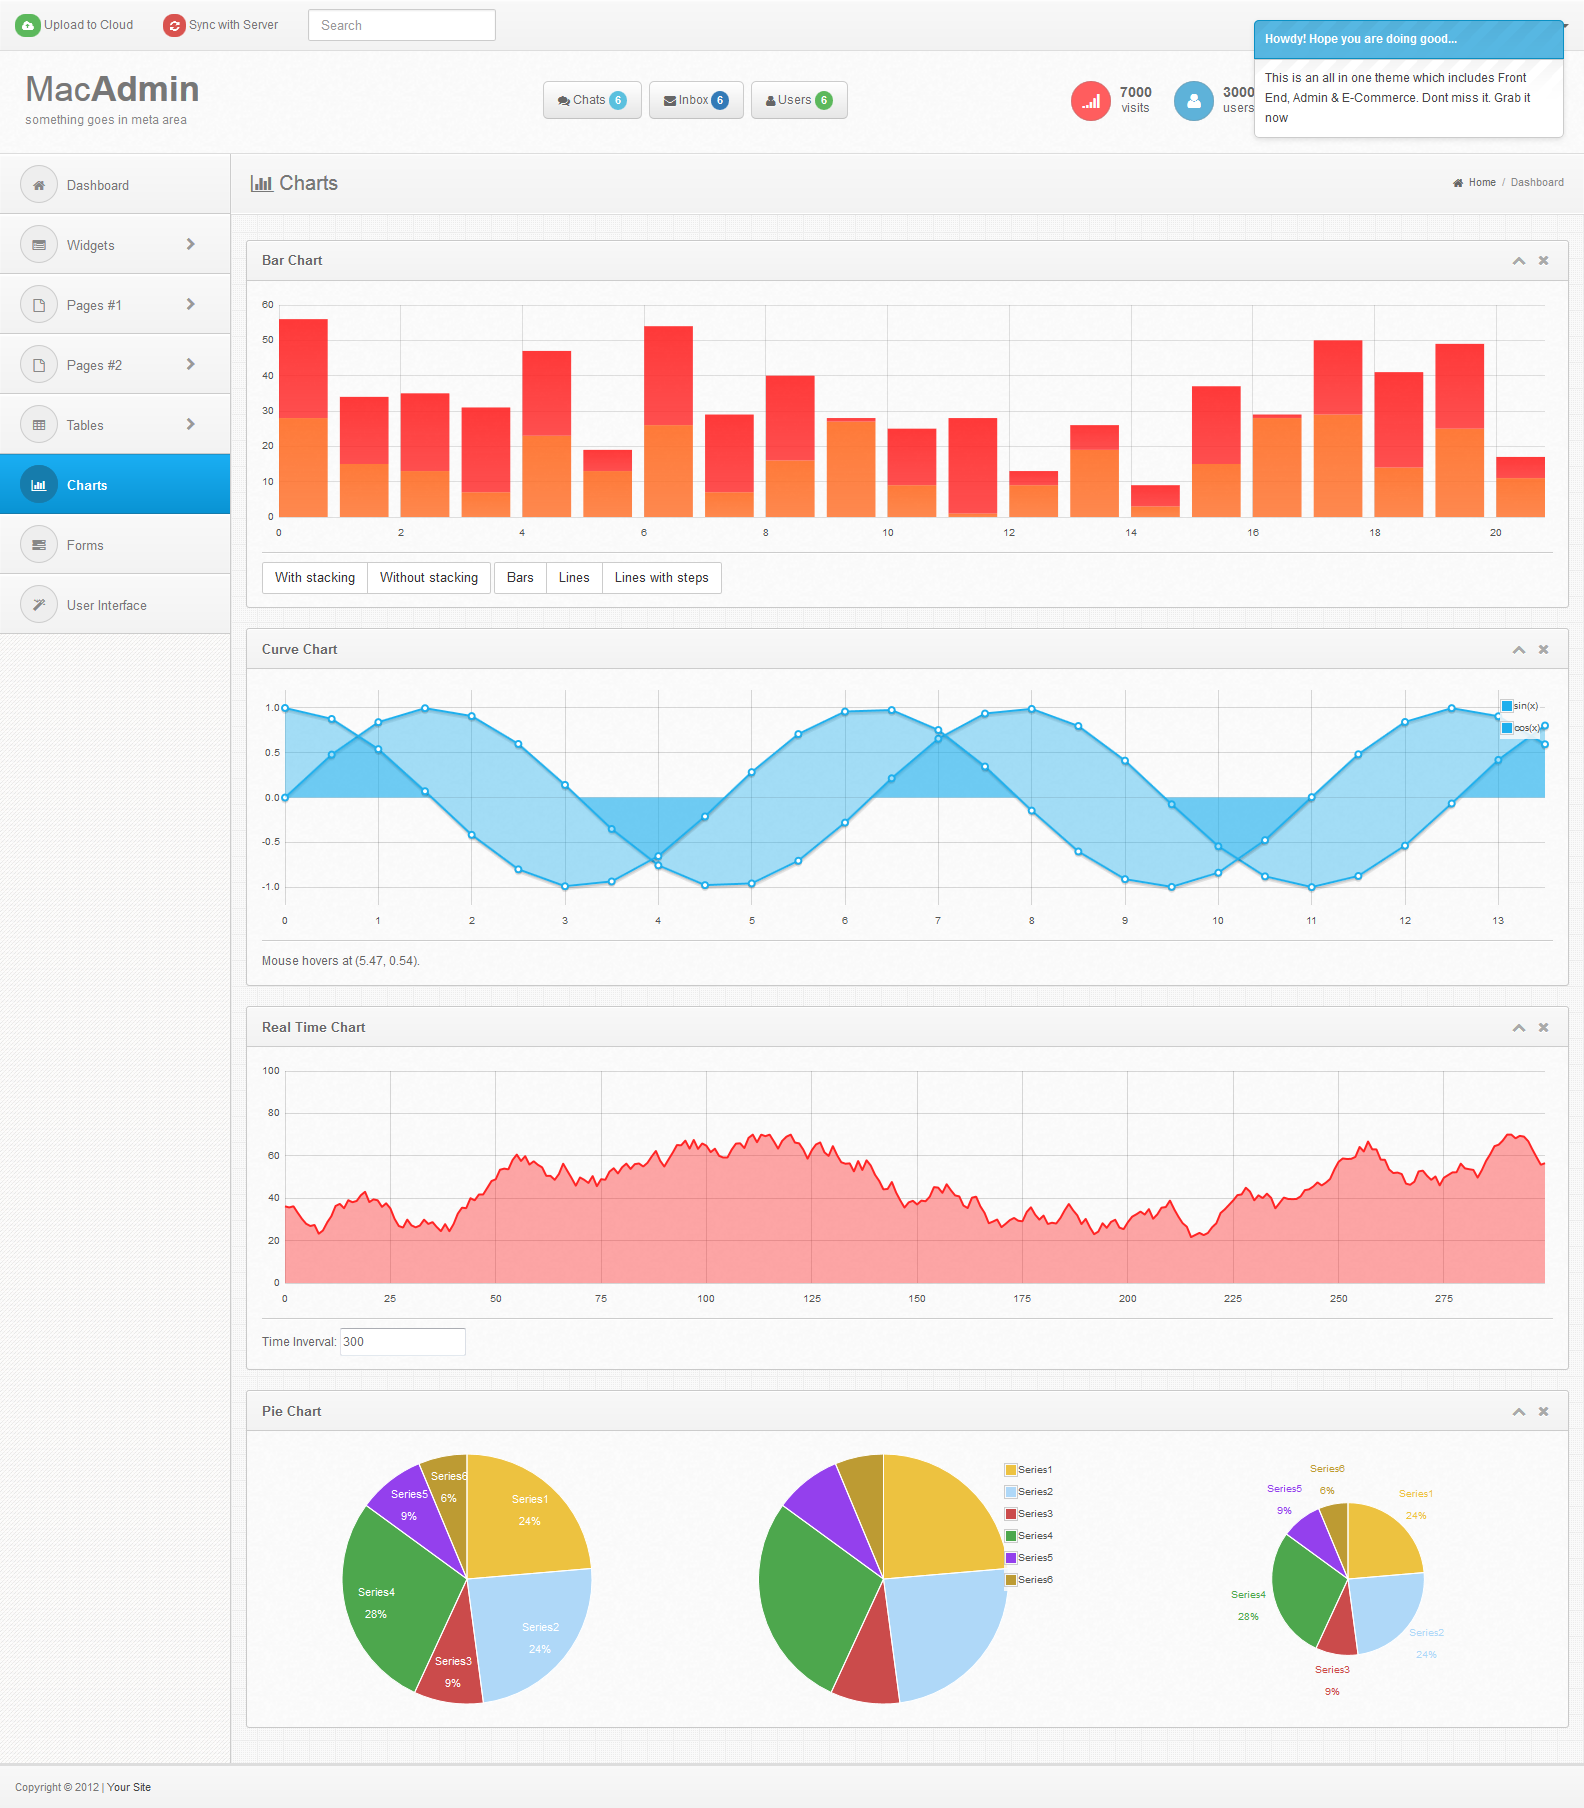 Upload to Cloud
Sync with Server
Search
Howdy! Hope you are doing good...
This is an all in one theme which includes Front
End, Admin & E-Commerce. Dont miss it. Grab it
now
MacAdmin
something goes in meta area
Chats 6
Inbox 6
Users 6
7000
visits
3000
users
Dashboard
Widgets
Pages #1
Pages #2
Tables
Charts
Forms
User Interface
Charts
Home / Dashboard
Bar Chart
60
50
40
30
20
10
0
0 2 4 6 8 10 12 14 16 18 20
With stacking Without stacking Bars Lines Lines with steps
Curve Chart
1.0
0.5
0.0
-0.5
-1.0
sin(x)
cos(x)
0 1 2 3 4 5 6 7 8 9 10 11 12 13
Mouse hovers at (5.47, 0.54).
Real Time Chart
100
80
60
40
20
0
0 25 50 75 100 125 150 175 200 225 250 275
Time Inverval: 300
Pie Chart
Series1
24%
Series2
24%
Series3
9%
Series4
28%
Series5
9%
Series6
6%
Series1
Series2
Series3
Series4
Series5
Series6
Series1
24%
Series2
24%
Series3
9%
Series4
28%
Series5
9%
Series6
6%
Copyright © 2012 | Your Site